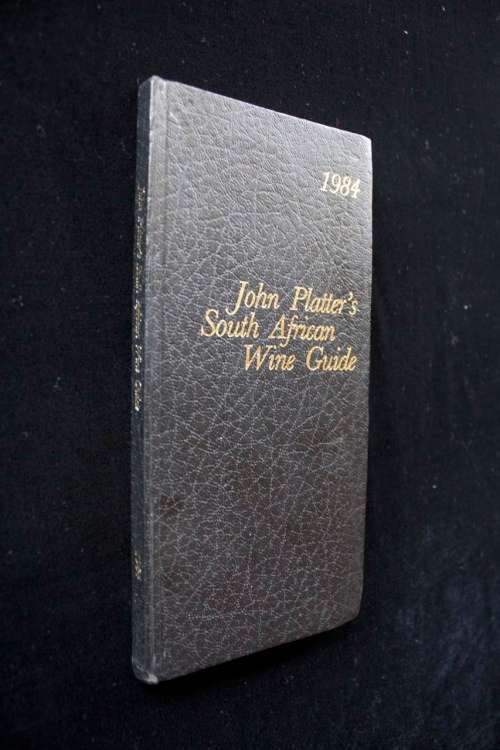 1984
John Platter's
South African
Wine Guide